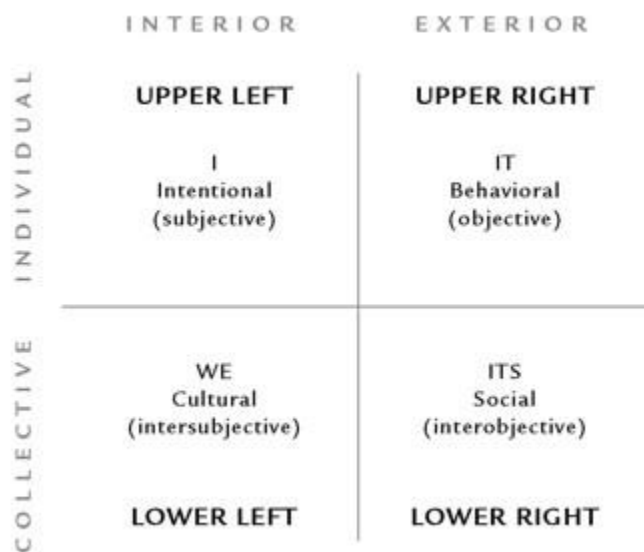 INTERIOR EXTERIOR
INDIVIDUAL
UPPER LEFT
I
Intentional
(subjective)
UPPER RIGHT
IT
Behavioral
(objective)
COLLECTIVE
WE
Cultural
(intersubjective)
LOWER LEFT
ITS
Social
(interobjective)
LOWER RIGHT